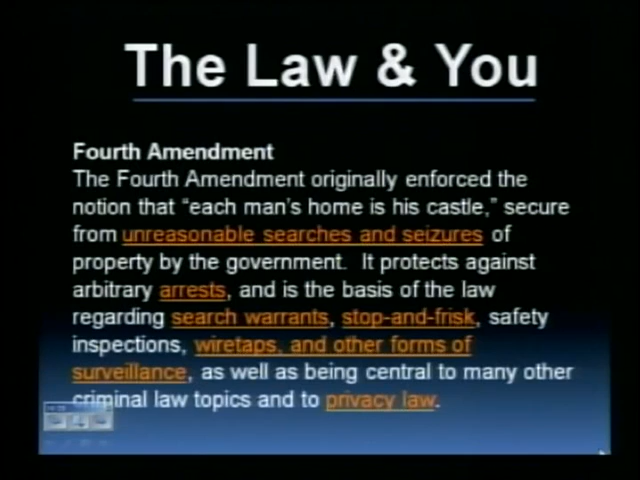 The Law & You
Fourth Amendment
The Fourth Amendment originally enforced the
notion that “each man’s home is his castle,” secure
from unreasonable searches and seizures of
property by the government.  It protects against
arbitrary arrests, and is the basis of the law
regarding search warrants, stop-and-frisk, safety
inspections, wiretaps, and other forms of
surveillance, as well as being central to many other
criminal law topics and to privacy law.